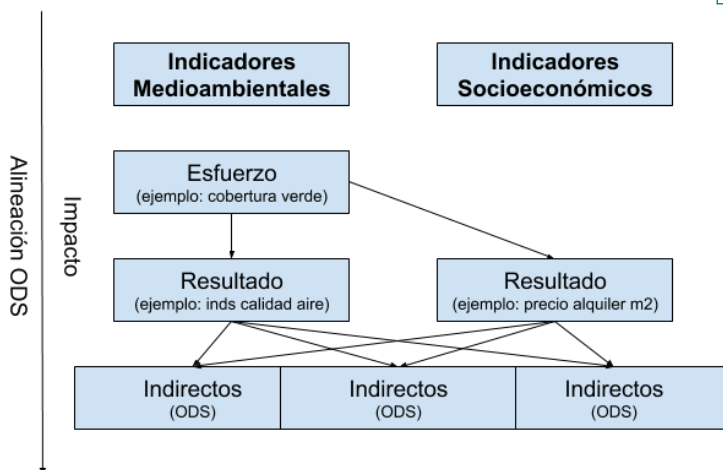 Indicadores
Medioambientales
Indicadores
Socioeconómicos
Alineación ODS
Impacto
Esfuerzo
(ejemplo: cobertura verde)
Resultado
(ejemplo: inds calidad aire)
Resultado
(ejemplo: precio alquiler m2)
Indirectos
(ODS)
Indirectos
(ODS)
Indirectos
(ODS)